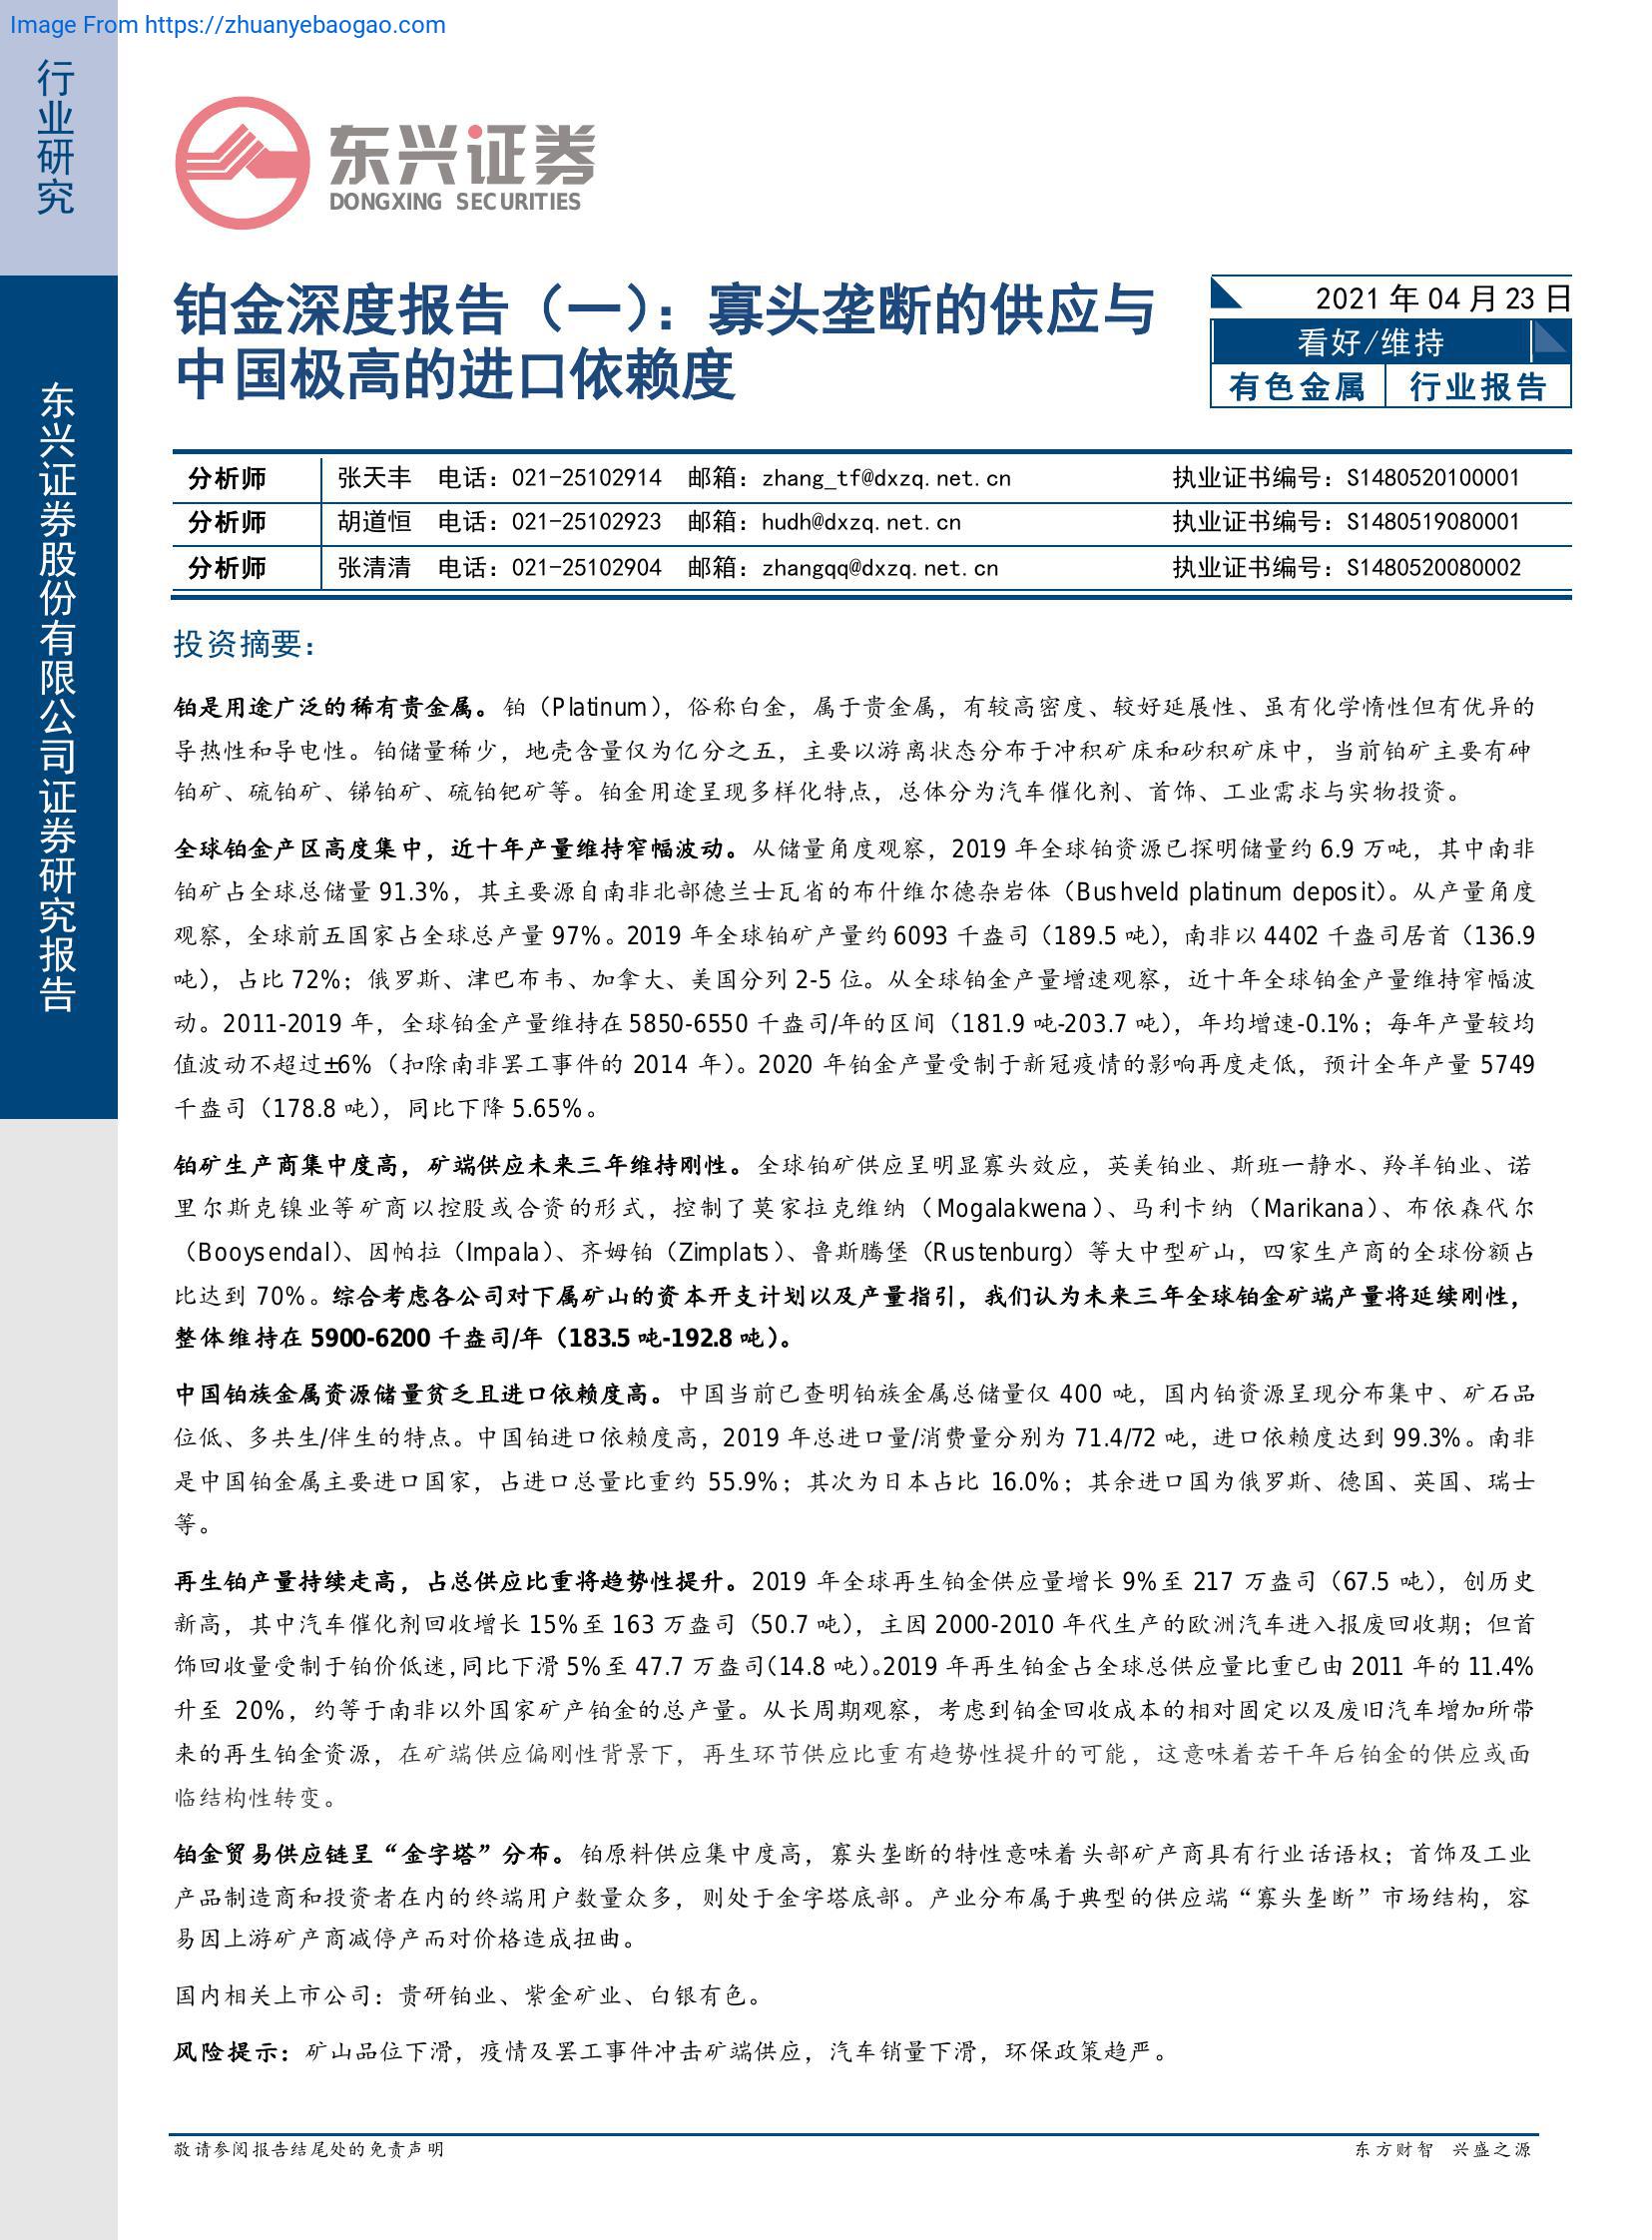 Image From https://zhuanyebaogao.com
行业研究
东兴证券
DONGXING SECURITIES
铂金深度报告（一）：寡头垄断的供应与
中国极高的进口依赖度
2021 年 04 月 23 日
看好/维持
有色金属 行业报告
分析师 张天丰 电话：021-25102914 邮箱：zhang_tf@dxzq.net.cn 执业证书编号：S1480520100001
分析师 胡道恒 电话：021-25102923 邮箱：hudh@dxzq.net.cn 执业证书编号：S1480519080001
分析师 张清清 电话：021-25102904 邮箱：zhangqq@dxzq.net.cn 执业证书编号：S1480520080002
东兴证券股份有限公司证券研究报告
投资摘要：
铂是用途广泛的稀有贵金属。铂（Platinum），俗称白金，属于贵金属，有较高密度、较好延展性、虽有化学惰性但有优异的
导热性和导电性。铂储量稀少，地壳含量仅为亿分之五，主要以游离状态分布于冲积矿床和砂积矿床中，当前铂矿主要有砷
铂矿、硫铂矿、锑铂矿、硫铂钯矿等。铂金用途呈现多样化特点，总体分为汽车催化剂、首饰、工业需求与实物投资。
全球铂金产区高度集中，近十年产量维持窄幅波动。从储量角度观察，2019 年全球铂资源已探明储量约 6.9 万吨，其中南非
铂矿占全球总储量 91.3%，其主要源自南非北部德兰士瓦省的布什维尔德杂岩体（Bushveld platinum deposit）。从产量角度
观察，全球前五国家占全球总产量 97%。2019 年全球铂矿产量约 6093 千盎司（189.5 吨），南非以 4402 千盎司居首（136.9
吨），占比 72%；俄罗斯、津巴布韦、加拿大、美国分列 2-5 位。从全球铂金产量增速观察，近十年全球铂金产量维持窄幅波
动。2011-2019 年，全球铂金产量维持在 5850-6550 千盎司/年的区间（181.9 吨-203.7 吨），年均增速-0.1%；每年产量较均
值波动不超过±6%（扣除南非罢工事件的 2014 年）。2020 年铂金产量受制于新冠疫情的影响再度走低，预计全年产量 5749
千盎司（178.8 吨），同比下降 5.65%。
铂矿生产商集中度高，矿端供应未来三年维持刚性。全球铂矿供应呈明显寡头效应，英美铂业、斯班一静水、羚羊铂业、诺
里尔斯克镍业等矿商以控股或合资的形式，控制了莫家拉克维纳（Mogalakwena）、马利卡纳（Marikana）、布依森代尔
（Booysendal）、因帕拉（Impala）、齐姆铂（Zimplats）、鲁斯腾堡（Rustenburg）等大中型矿山，四家生产商的全球份额占
比达到 70%。综合考虑各公司对下属矿山的资本开支计划以及产量指引，我们认为未来三年全球铂金矿端产量将延续刚性，
整体维持在 5900-6200 千盎司/年（183.5 吨-192.8 吨）。
中国铂族金属资源储量贫乏且进口依赖度高。中国当前已查明铂族金属总储量仅 400 吨，国内铂资源呈现分布集中、矿石品
位低、多共生/伴生的特点。中国铂进口依赖度高，2019 年总进口量/消费量分别为 71.4/72 吨，进口依赖度达到 99.3%。南非
是中国铂金属主要进口国家，占进口总量比重约 55.9%；其次为日本占比 16.0%；其余进口国为俄罗斯、德国、英国、瑞士
等。
再生铂产量持续走高，占总供应比重将趋势性提升。2019 年全球再生铂金供应量增长 9%至 217 万盎司（67.5 吨），创历史
新高，其中汽车催化剂回收增长 15%至 163 万盎司（50.7 吨），主因 2000-2010 年代生产的欧洲汽车进入报废回收期；但首
饰回收量受制于铂价低迷，同比下滑 5%至 47.7 万盎司（14.8 吨）。2019 年再生铂金占全球总供应量比重已由 2011 年的 11.4%
升至 20%，约等于南非以外国家矿产铂金的总产量。从长周期观察，考虑到铂金回收成本的相对固定以及废旧汽车增加所带
来的再生铂金资源，在矿端供应偏刚性背景下，再生环节供应比重有趋势性提升的可能，这意味着若干年后铂金的供应或面
临结构性转变。
铂金贸易供应链呈“金字塔”分布。铂原料供应集中度高，寡头垄断的特性意味着头部矿产商具有行业话语权；首饰及工业
产品制造商和投资者在内的终端用户数量众多，则处于金字塔底部。产业分布属于典型的供应端“寡头垄断”市场结构，容
易因上游矿产商减停产而对价格造成扭曲。
国内相关上市公司：贵研铂业、紫金矿业、白银有色。
风险提示：矿山品位下滑，疫情及罢工事件冲击矿端供应，汽车销量下滑，环保政策趋严。
敬请参阅报告结尾处的免责声明 东方财智 兴盛之源